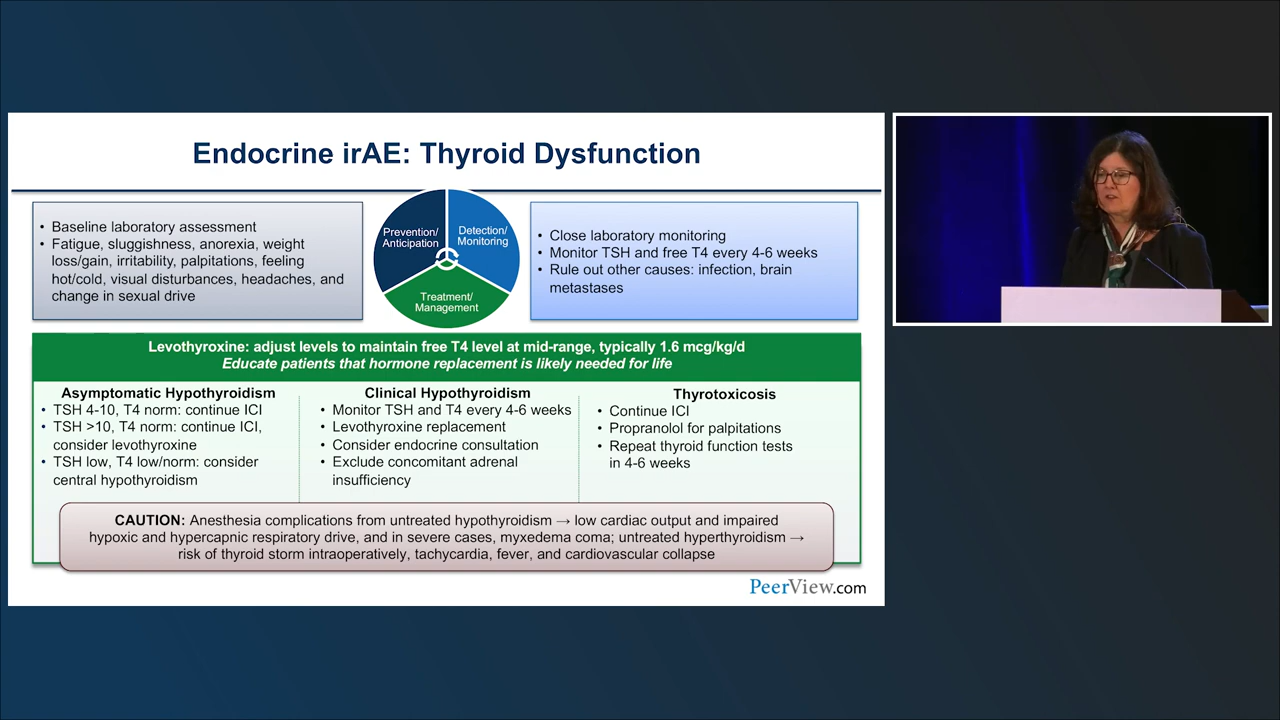 Endocrine irAE: Thyroid Dysfunction
• Baseline laboratory assessment
• Fatigue, sluggishness, anorexia, weight
loss/gain, irritability, palpitations, feeling
hot/cold, visual disturbances, headaches, and
change in sexual drive
Prevention/
Anticipation
Detection/
Monitoring
Treatment/
Management
• Close laboratory monitoring
• Monitor TSH and free T4 every 4-6 weeks
• Rule out other causes: infection, brain
metastases
Levothyroxine: adjust levels to maintain free T4 level at mid-range, typically 1.6 mcg/kg/d
Educate patients that hormone replacement is likely needed for life
Asymptomatic Hypothyroidism
• TSH 4-10, T4 norm: continue ICI
• TSH >10, T4 norm: continue ICI,
consider levothyroxine
• TSH low, T4 low/norm: consider
central hypothyroidism
Clinical Hypothyroidism
• Monitor TSH and T4 every 4-6 weeks
• Levothyroxine replacement
• Consider endocrine consultation
• Exclude concomitant adrenal
insufficiency
Thyrotoxicosis
• Continue ICI
• Propranolol for palpitations
• Repeat thyroid function tests
in 4-6 weeks
CAUTION: Anesthesia complications from untreated hypothyroidism → low cardiac output and impaired
hypoxic and hypercapnic respiratory drive, and in severe cases, myxedema coma; untreated hyperthyroidism →
risk of thyroid storm intraoperatively, tachycardia, fever, and cardiovascular collapse
PeerView.com